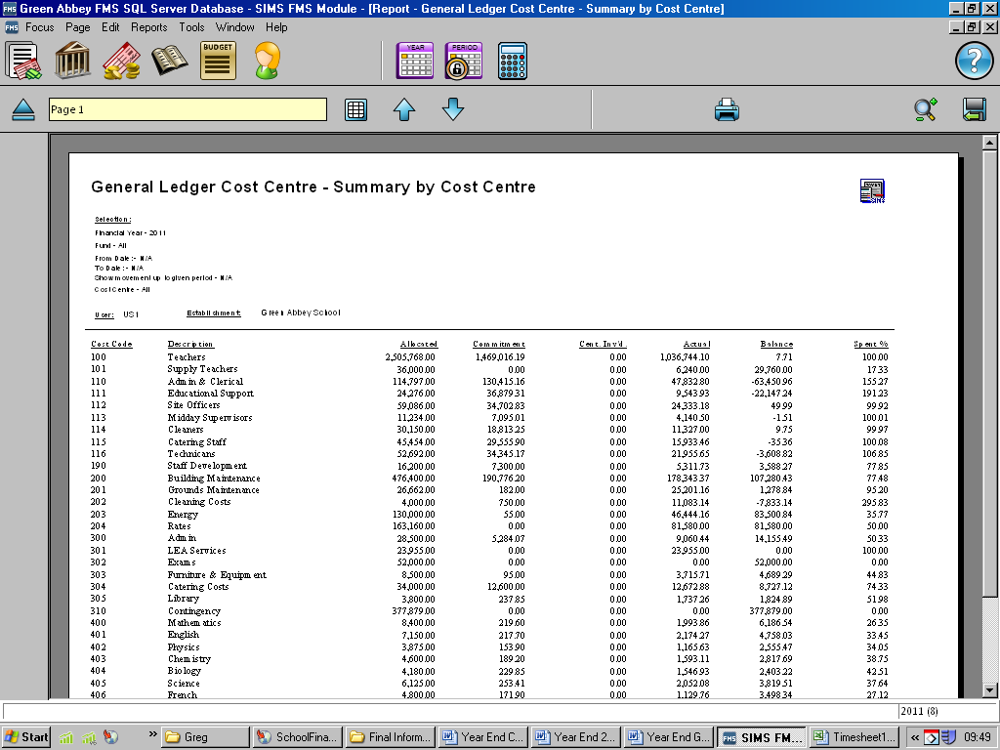 Green Abbey FMS SQL Server Database - SIMS FMS Module - [Report - General Ledger Cost Centre - Summary by Cost Centre]
FMS Focus Page Edit Reports Tools Window Help
BUDGET YEAR PERIOD
Page 1
General Ledger Cost Centre - Summary by Cost Centre
SIMS
Selection:
Financial Year - 2011
Fund - All
From Date :- N/A
To Date :- N/A
Show movement up to given period - N/A
Cost Centre - All
User: US1 Establishment: Green Abbey School
Cost Code Description Allocated Commitment Cent. Inv'd. Actual Balance Spent %
100 Teachers 2,505,768.00 1,469,016.19 0.00 1,036,744.10 7.71 100.00
101 Supply Teachers 36,000.00 0.00 0.00 6,240.00 29,760.00 17.33
110 Admin & Clerical 114,797.00 130,415.16 0.00 47,832.80 -63,450.96 155.27
111 Educational Support 24,276.00 36,879.31 0.00 9,543.93 -22,147.24 191.23
112 Site Officers 59,086.00 34,702.83 0.00 24,333.18 49.99 99.92
113 Midday Supervisors 11,234.00 7,095.01 0.00 4,140.50 -1.51 100.01
114 Cleaners 30,150.00 18,813.25 0.00 11,327.00 9.75 99.97
115 Catering Staff 45,454.00 29,555.90 0.00 15,933.46 -35.36 100.08
116 Technicans 52,692.00 34,345.17 0.00 21,955.65 -3,608.82 106.85
190 Staff Development 16,200.00 7,300.00 0.00 5,311.73 3,588.27 77.85
200 Building Maintenance 476,400.00 190,776.20 0.00 178,343.37 107,280.43 77.48
201 Grounds Maintenance 26,662.00 182.00 0.00 25,201.16 1,278.84 95.20
202 Cleaning Costs 4,000.00 750.00 0.00 11,083.14 -7,833.14 295.83
203 Energy 130,000.00 55.00 0.00 46,444.16 83,500.84 35.77
204 Rates 163,160.00 0.00 0.00 81,580.00 81,580.00 50.00
300 Admin 28,500.00 5,284.07 0.00 9,060.44 14,155.49 50.33
301 LEA Services 23,955.00 0.00 0.00 23,955.00 0.00 100.00
302 Exams 52,000.00 0.00 0.00 0.00 52,000.00 0.00
303 Furniture & Equipment 8,500.00 95.00 0.00 3,715.71 4,689.29 44.83
304 Catering Costs 34,000.00 12,600.00 0.00 12,672.88 8,727.12 74.33
305 Library 3,800.00 237.85 0.00 1,737.26 1,824.89 51.98
310 Contingency 377,879.00 0.00 0.00 0.00 377,879.00 0.00
400 Mathematics 8,400.00 219.60 0.00 1,993.86 6,186.54 26.35
401 English 7,150.00 217.70 0.00 2,174.27 4,758.03 33.45
402 Physics 3,875.00 153.90 0.00 1,165.63 2,555.47 34.05
403 Chemistry 4,600.00 189.20 0.00 1,593.11 2,817.69 38.75
404 Biology 4,180.00 229.85 0.00 1,546.93 2,403.22 42.51
405 Science 6,125.00 253.41 0.00 2,052.08 3,819.51 37.64
406 French 4,800.00 171.90 0.00 1,129.76 3,498.34 27.12
2011 (8)
Start Greg SchoolFina... Final Inform... Year End C... Year End 2... Year End G... SIMS FM... Timesheet1... 09:49